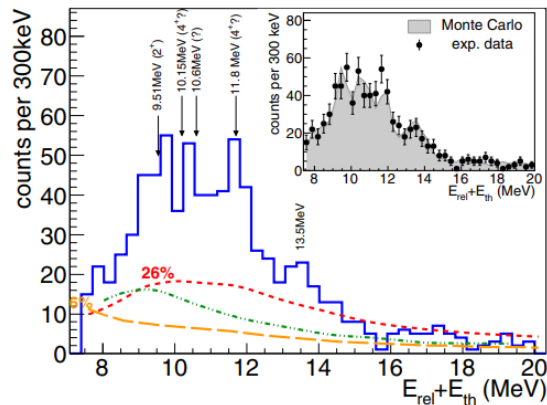 counts per 300keV
90
80
70
60
50
40
30
20
10
0
9.51MeV (2⁺)
10.15MeV (4⁺?)
10.6MeV (?)
11.8 MeV (4⁺?)
13.5MeV
26%
6%
8 10 12 14 16 18 20
E_rel+E_th (MeV)
counts per 300 keV
80
60
40
20
0
Monte Carlo
exp. data
8 10 12 14 16 18 20
E_rel+E_th (MeV)